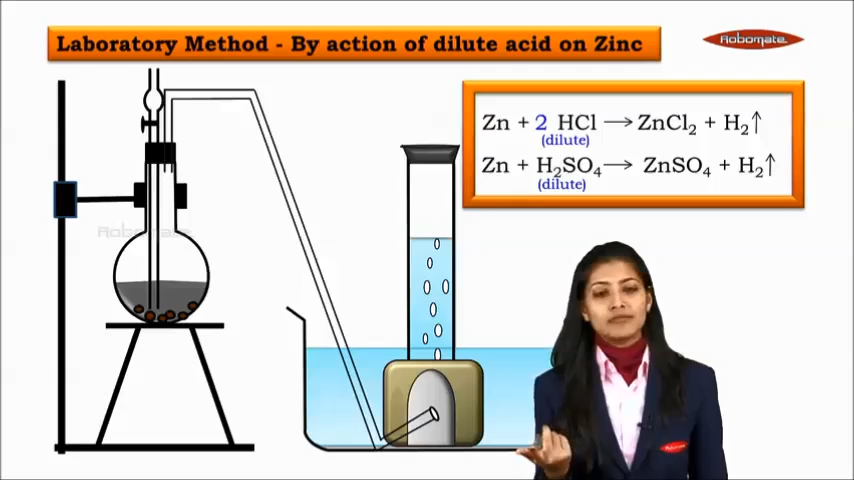 Laboratory Method - By action of dilute acid on Zinc
Robomate
Zn + 2 HCl → ZnCl₂ + H₂↑
(dilute)
Zn + H₂SO₄ → ZnSO₄ + H₂↑
(dilute)
Robomate
Robomate